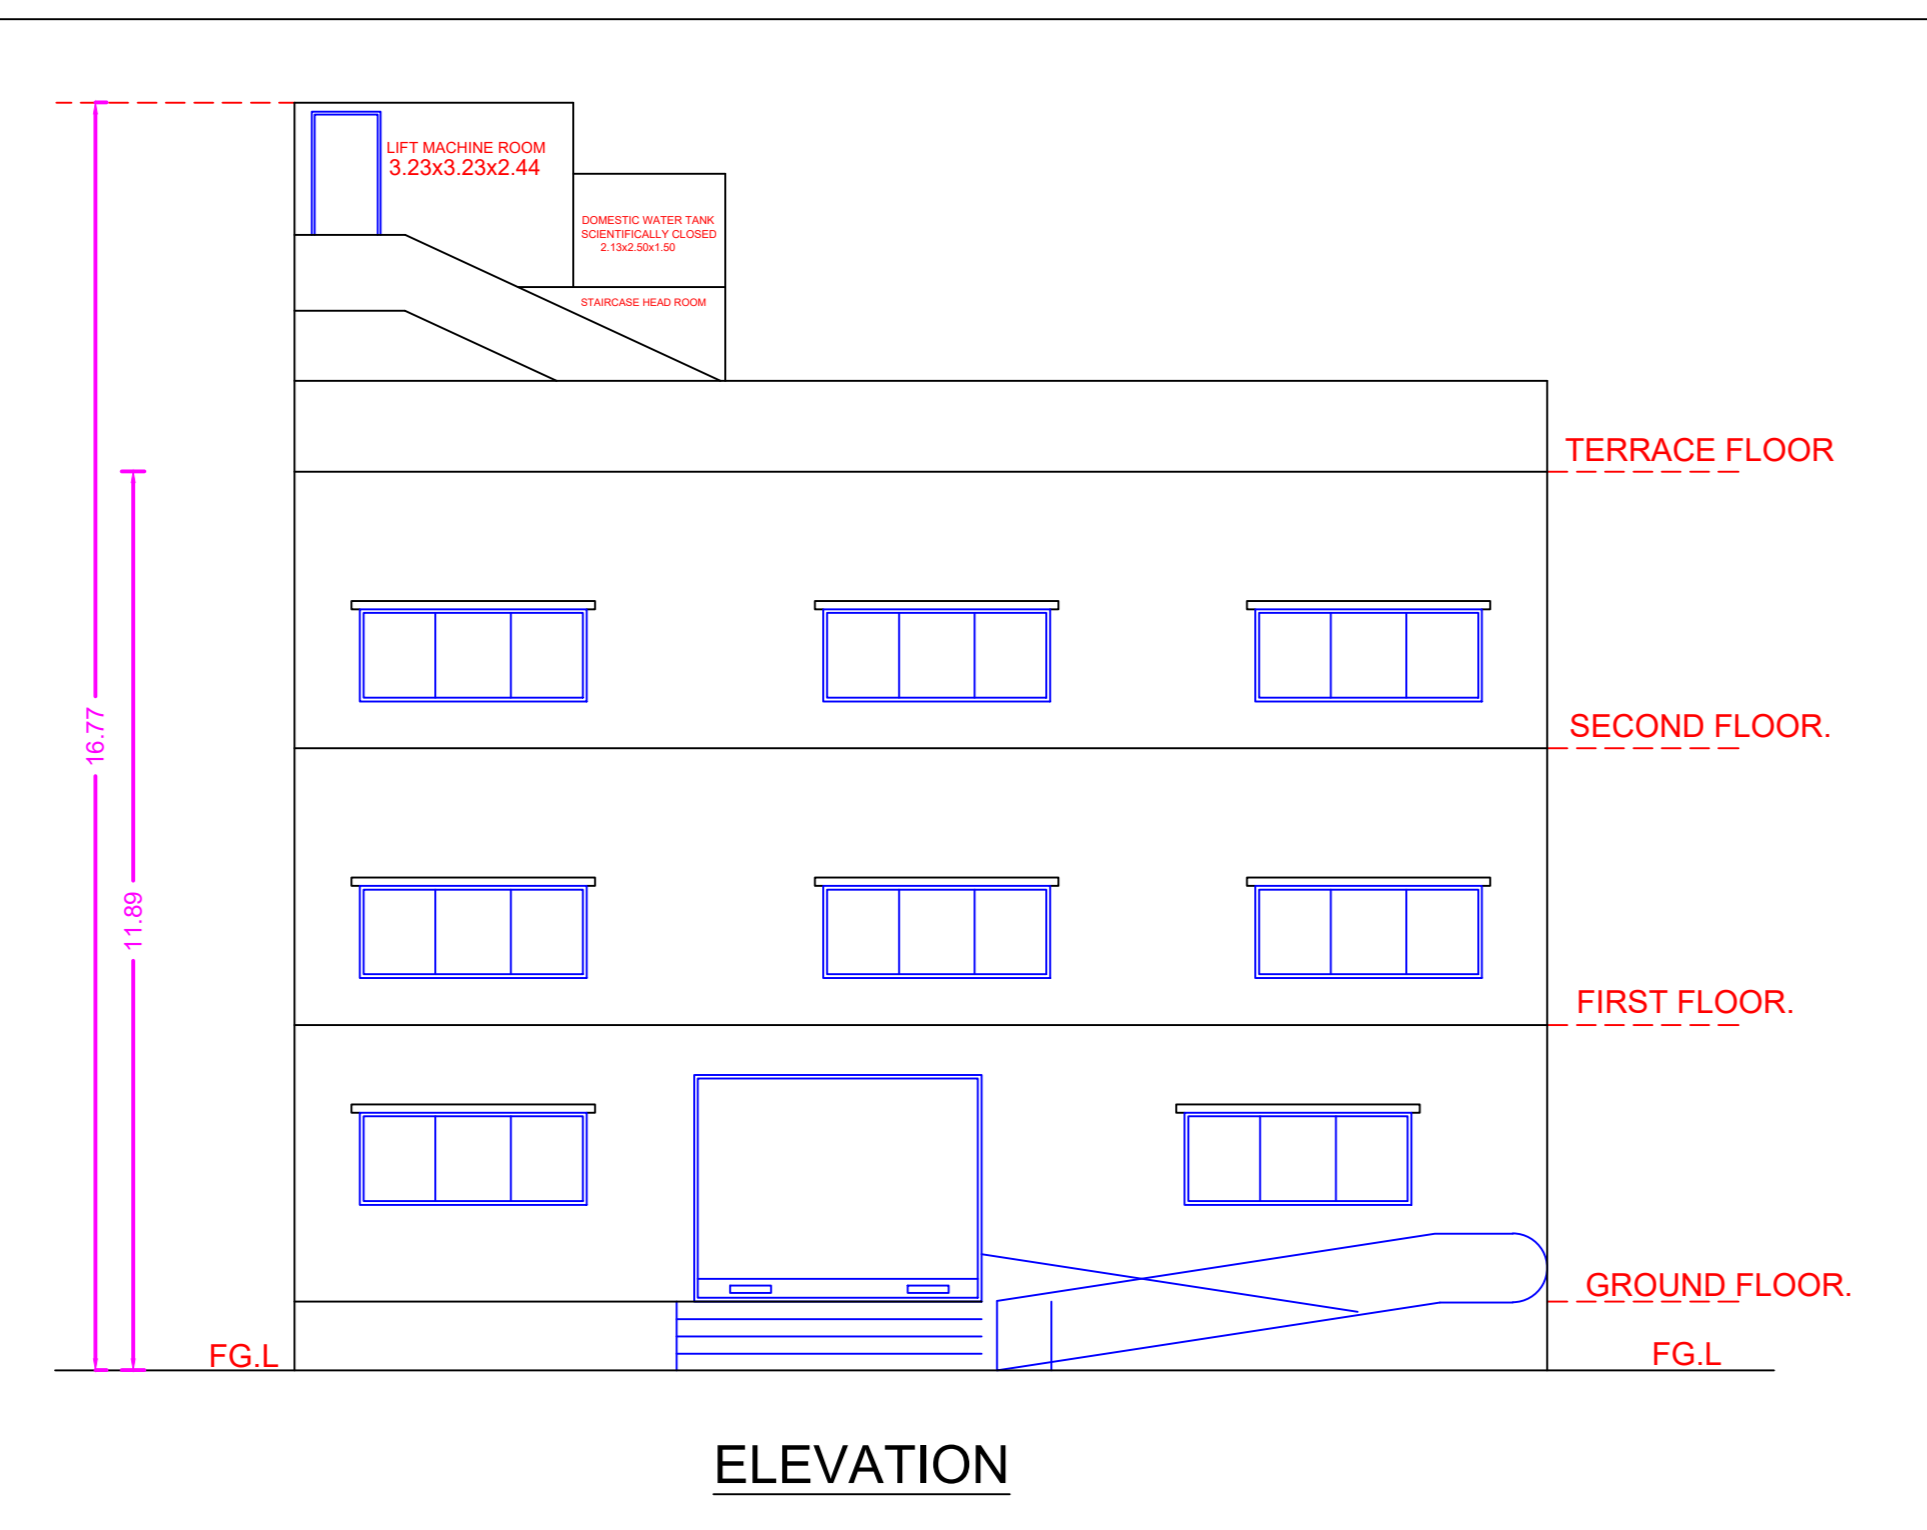 LIFT MACHINE ROOM
3.23x3.23x2.44
DOMESTIC WATER TANK
SCIENTIFICALLY CLOSED
2.13x2.50x1.50
STAIRCASE HEAD ROOM
TERRACE FLOOR
16.77
SECOND FLOOR.
11.89
FIRST FLOOR.
GROUND FLOOR.
FG.L
FG.L
ELEVATION